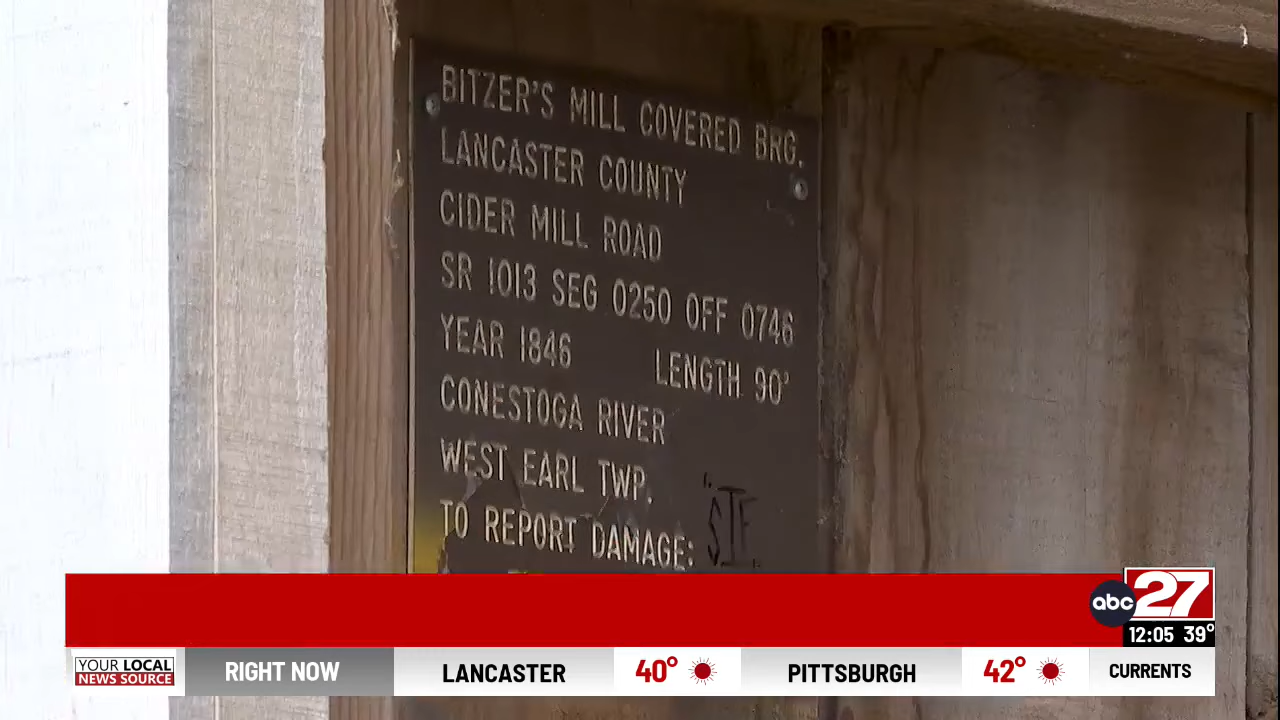 BITZER'S MILL COVERED BRG.
LANCASTER COUNTY
CIDER MILL ROAD
SR 1013 SEG 0250 OFF 0746
YEAR 1846 LENGTH 90'
CONESTOGA RIVER
WEST EARL TWP.
TO REPORT DAMAGE:
abc 27
12:05 39°
YOUR LOCAL
NEWS SOURCE
RIGHT NOW LANCASTER 40° PITTSBURGH 42° CURRENTS